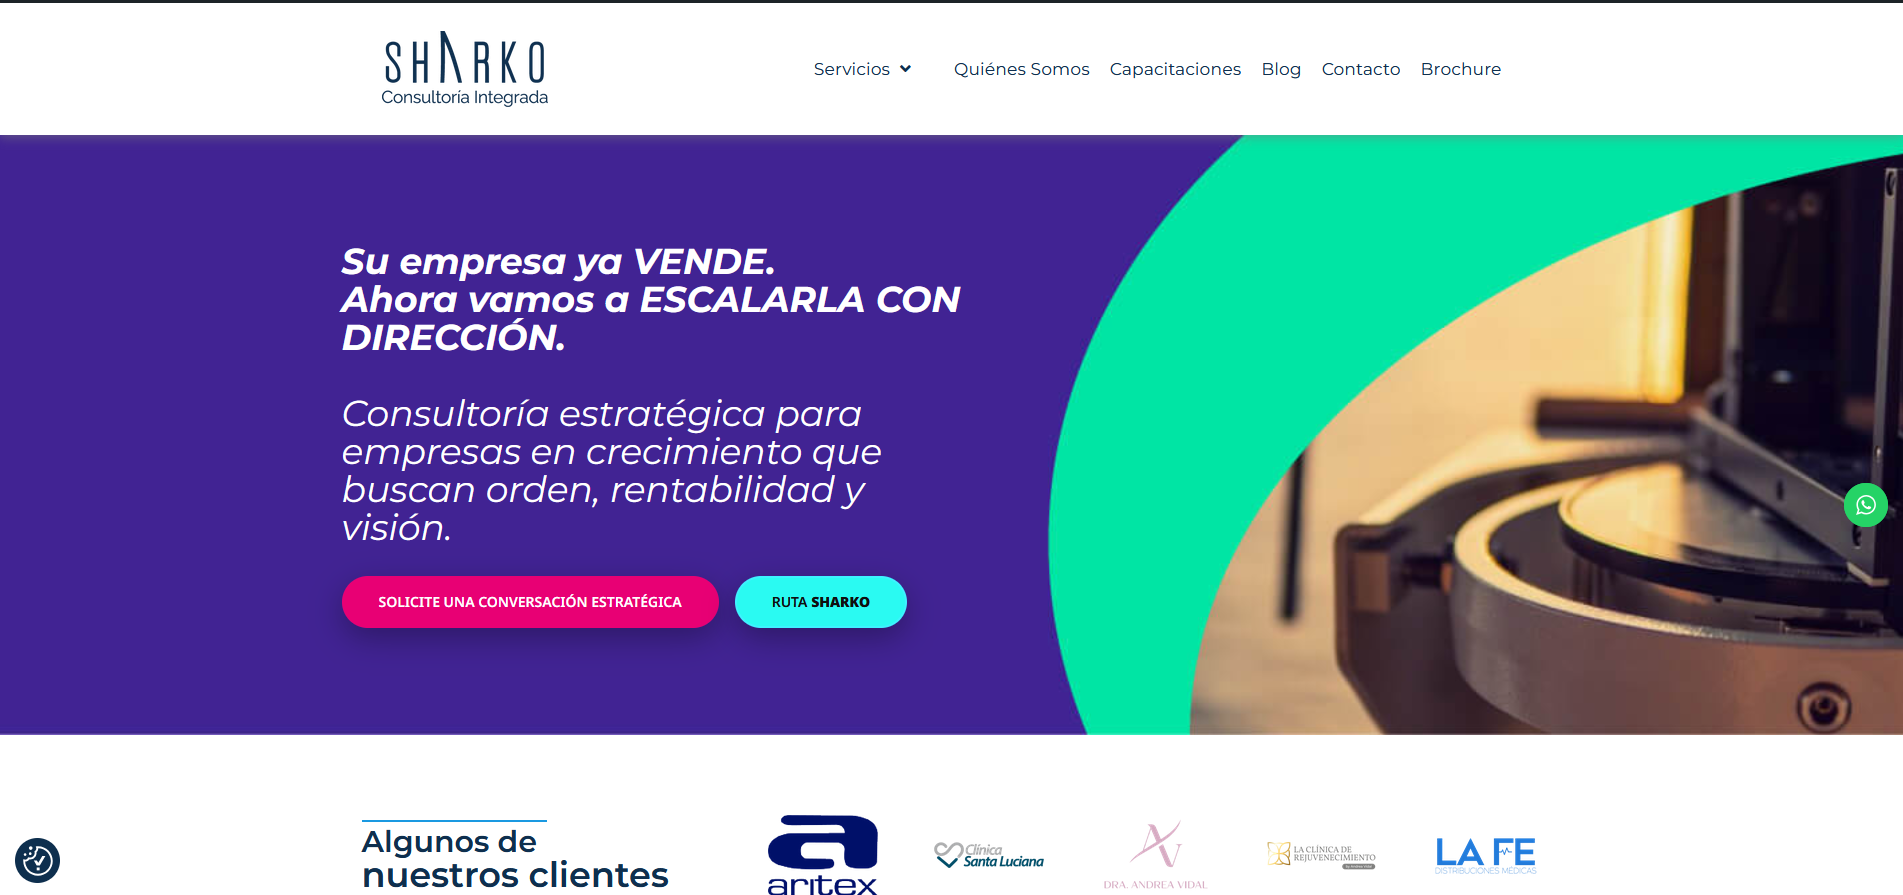 SHARKO
Consultoría Integrada
Servicios
Quiénes Somos
Capacitaciones
Blog
Contacto
Brochure
Su empresa ya VENDE.
Ahora vamos a ESCALARLA CON
DIRECCIÓN.
Consultoría estratégica para
empresas en crecimiento que
buscan orden, rentabilidad y
visión.
SOLICITE UNA CONVERSACIÓN ESTRATÉGICA
RUTA SHARKO
Algunos de
nuestros clientes
aritex
Clínica
Santa Luciana
DRA. ANDREA VIDAL
LA CLÍNICA DE
REJUVENECIMIENTO
LA FE
DISTRIBUCIONES MÉDICAS